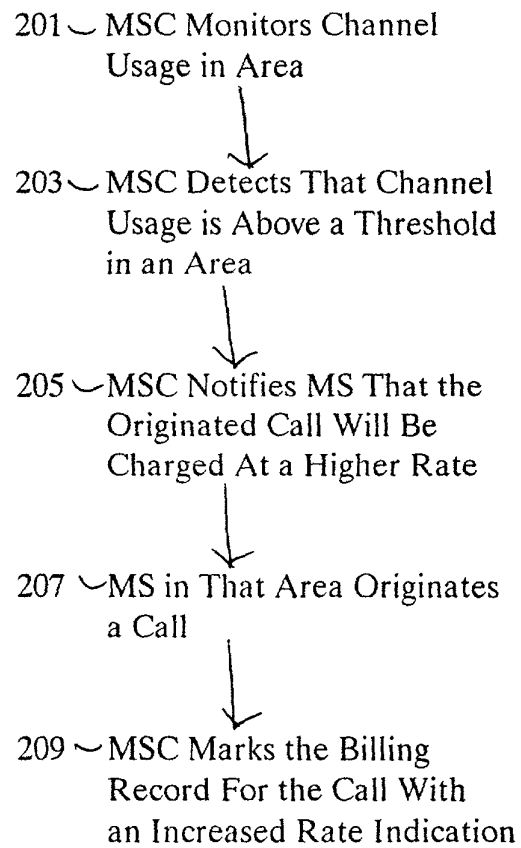 201 MSC Monitors Channel
Usage in Area
203 MSC Detects That Channel
Usage is Above a Threshold
in an Area
205 MSC Notifies MS That the
Originated Call Will Be
Charged At a Higher Rate
207 MS in That Area Originates
a Call
209 MSC Marks the Billing
Record For the Call With
an Increased Rate Indication